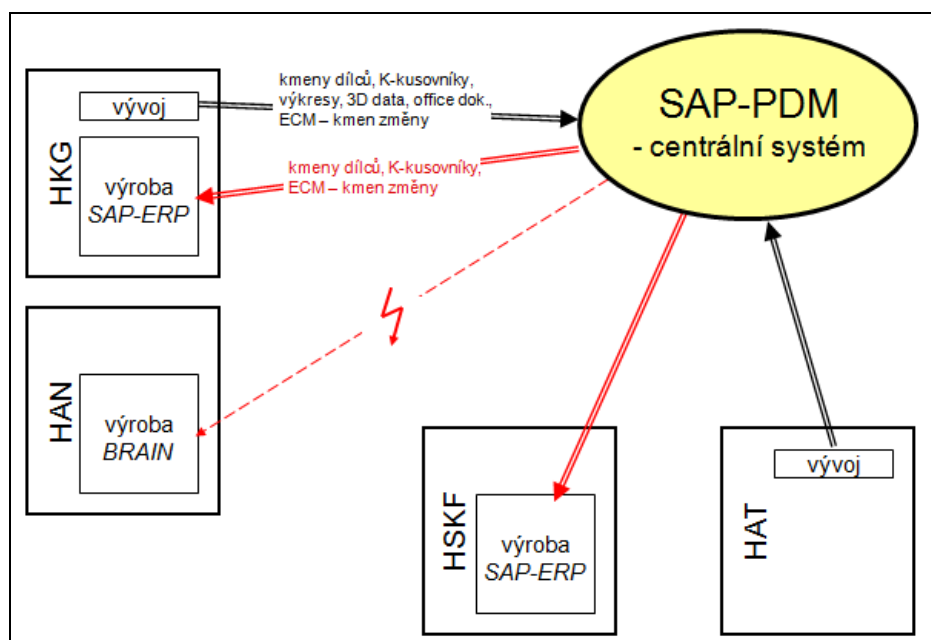 HKG
vývoj
výroba
SAP-ERP
kmeny dílců, K-kusovníky,
výkresy, 3D data, office dok.,
ECM – kmen změny
kmeny dílců, K-kusovníky,
ECM – kmen změny
SAP-PDM
- centrální systém
HAN
výroba
BRAIN
HSKF
výroba
SAP-ERP
HAT
vývoj